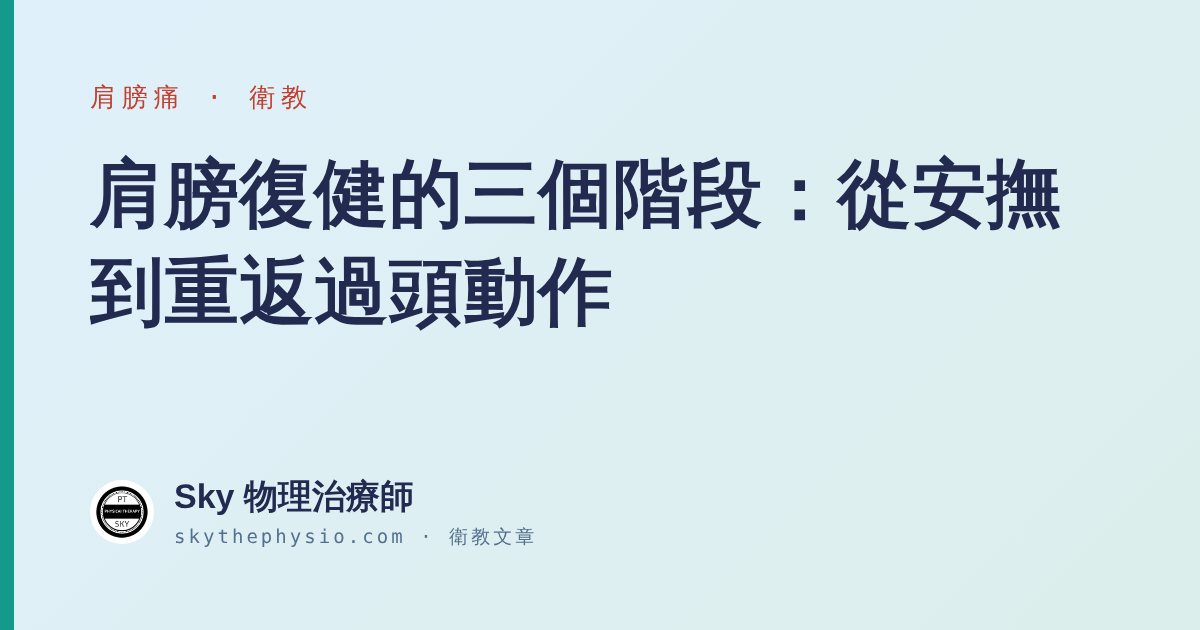 肩膀痛 · 衛教
肩膀復健的三個階段：從安撫
到重返過頭動作
PT
PHYSICAL THERAPY
SKY
Sky 物理治療師
skythephysio.com · 衛教文章